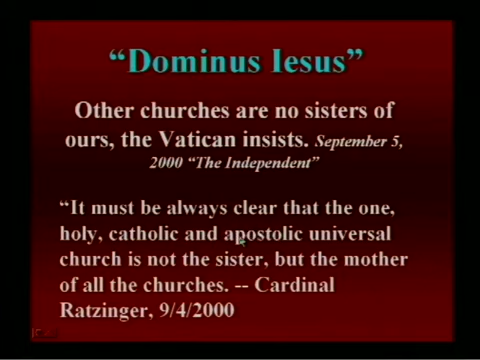 “Dominus Iesus”
Other churches are no sisters of
ours, the Vatican insists. September 5,
2000 “The Independent”
“It must be always clear that the one,
holy, catholic and apostolic universal
church is not the sister, but the mother
of all the churches. -- Cardinal
Ratzinger, 9/4/2000